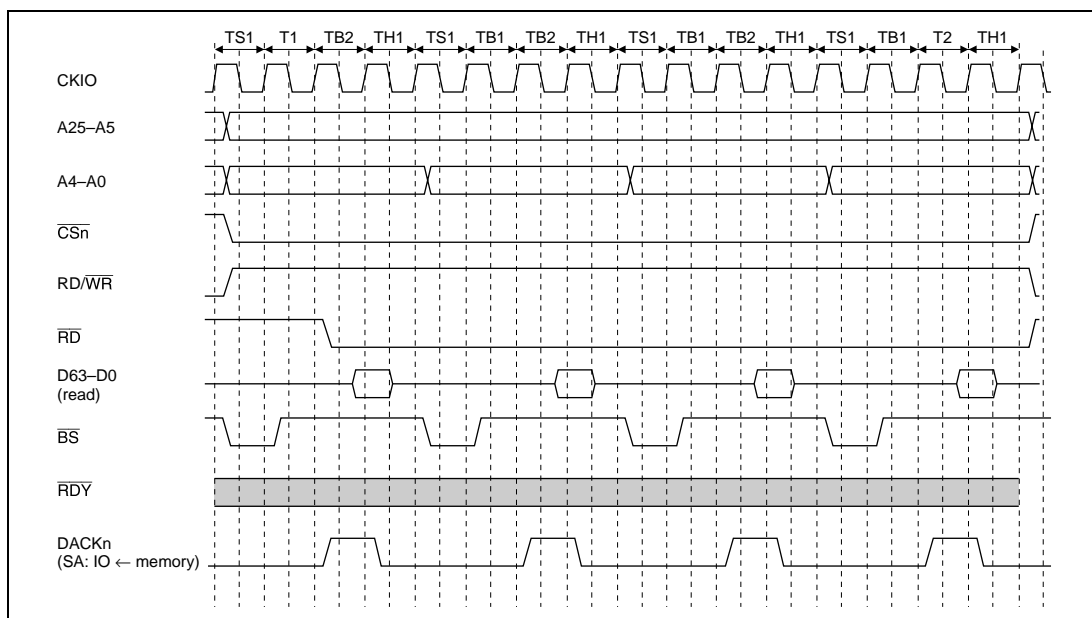 TS1 T1 TB2 TH1 TS1 TB1 TB2 TH1 TS1 TB1 TB2 TH1 TS1 TB1 T2 TH1
CKIO
A25–A5
A4–A0
CSn
RD/WR
RD
D63–D0
(read)
BS
RDY
DACKn
(SA: IO ← memory)